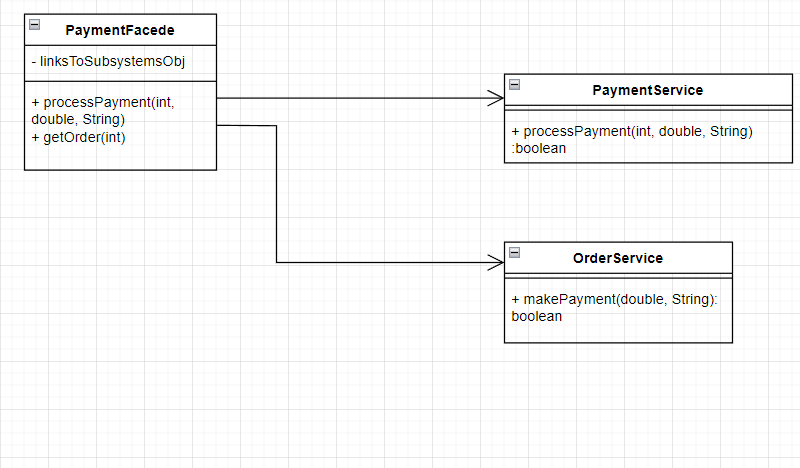 PaymentFacede
- linksToSubsystemsObj
+ processPayment(int,
double, String)
+ getOrder(int)
PaymentService
+ processPayment(int, double, String)
:boolean
OrderService
+ makePayment(double, String):
boolean